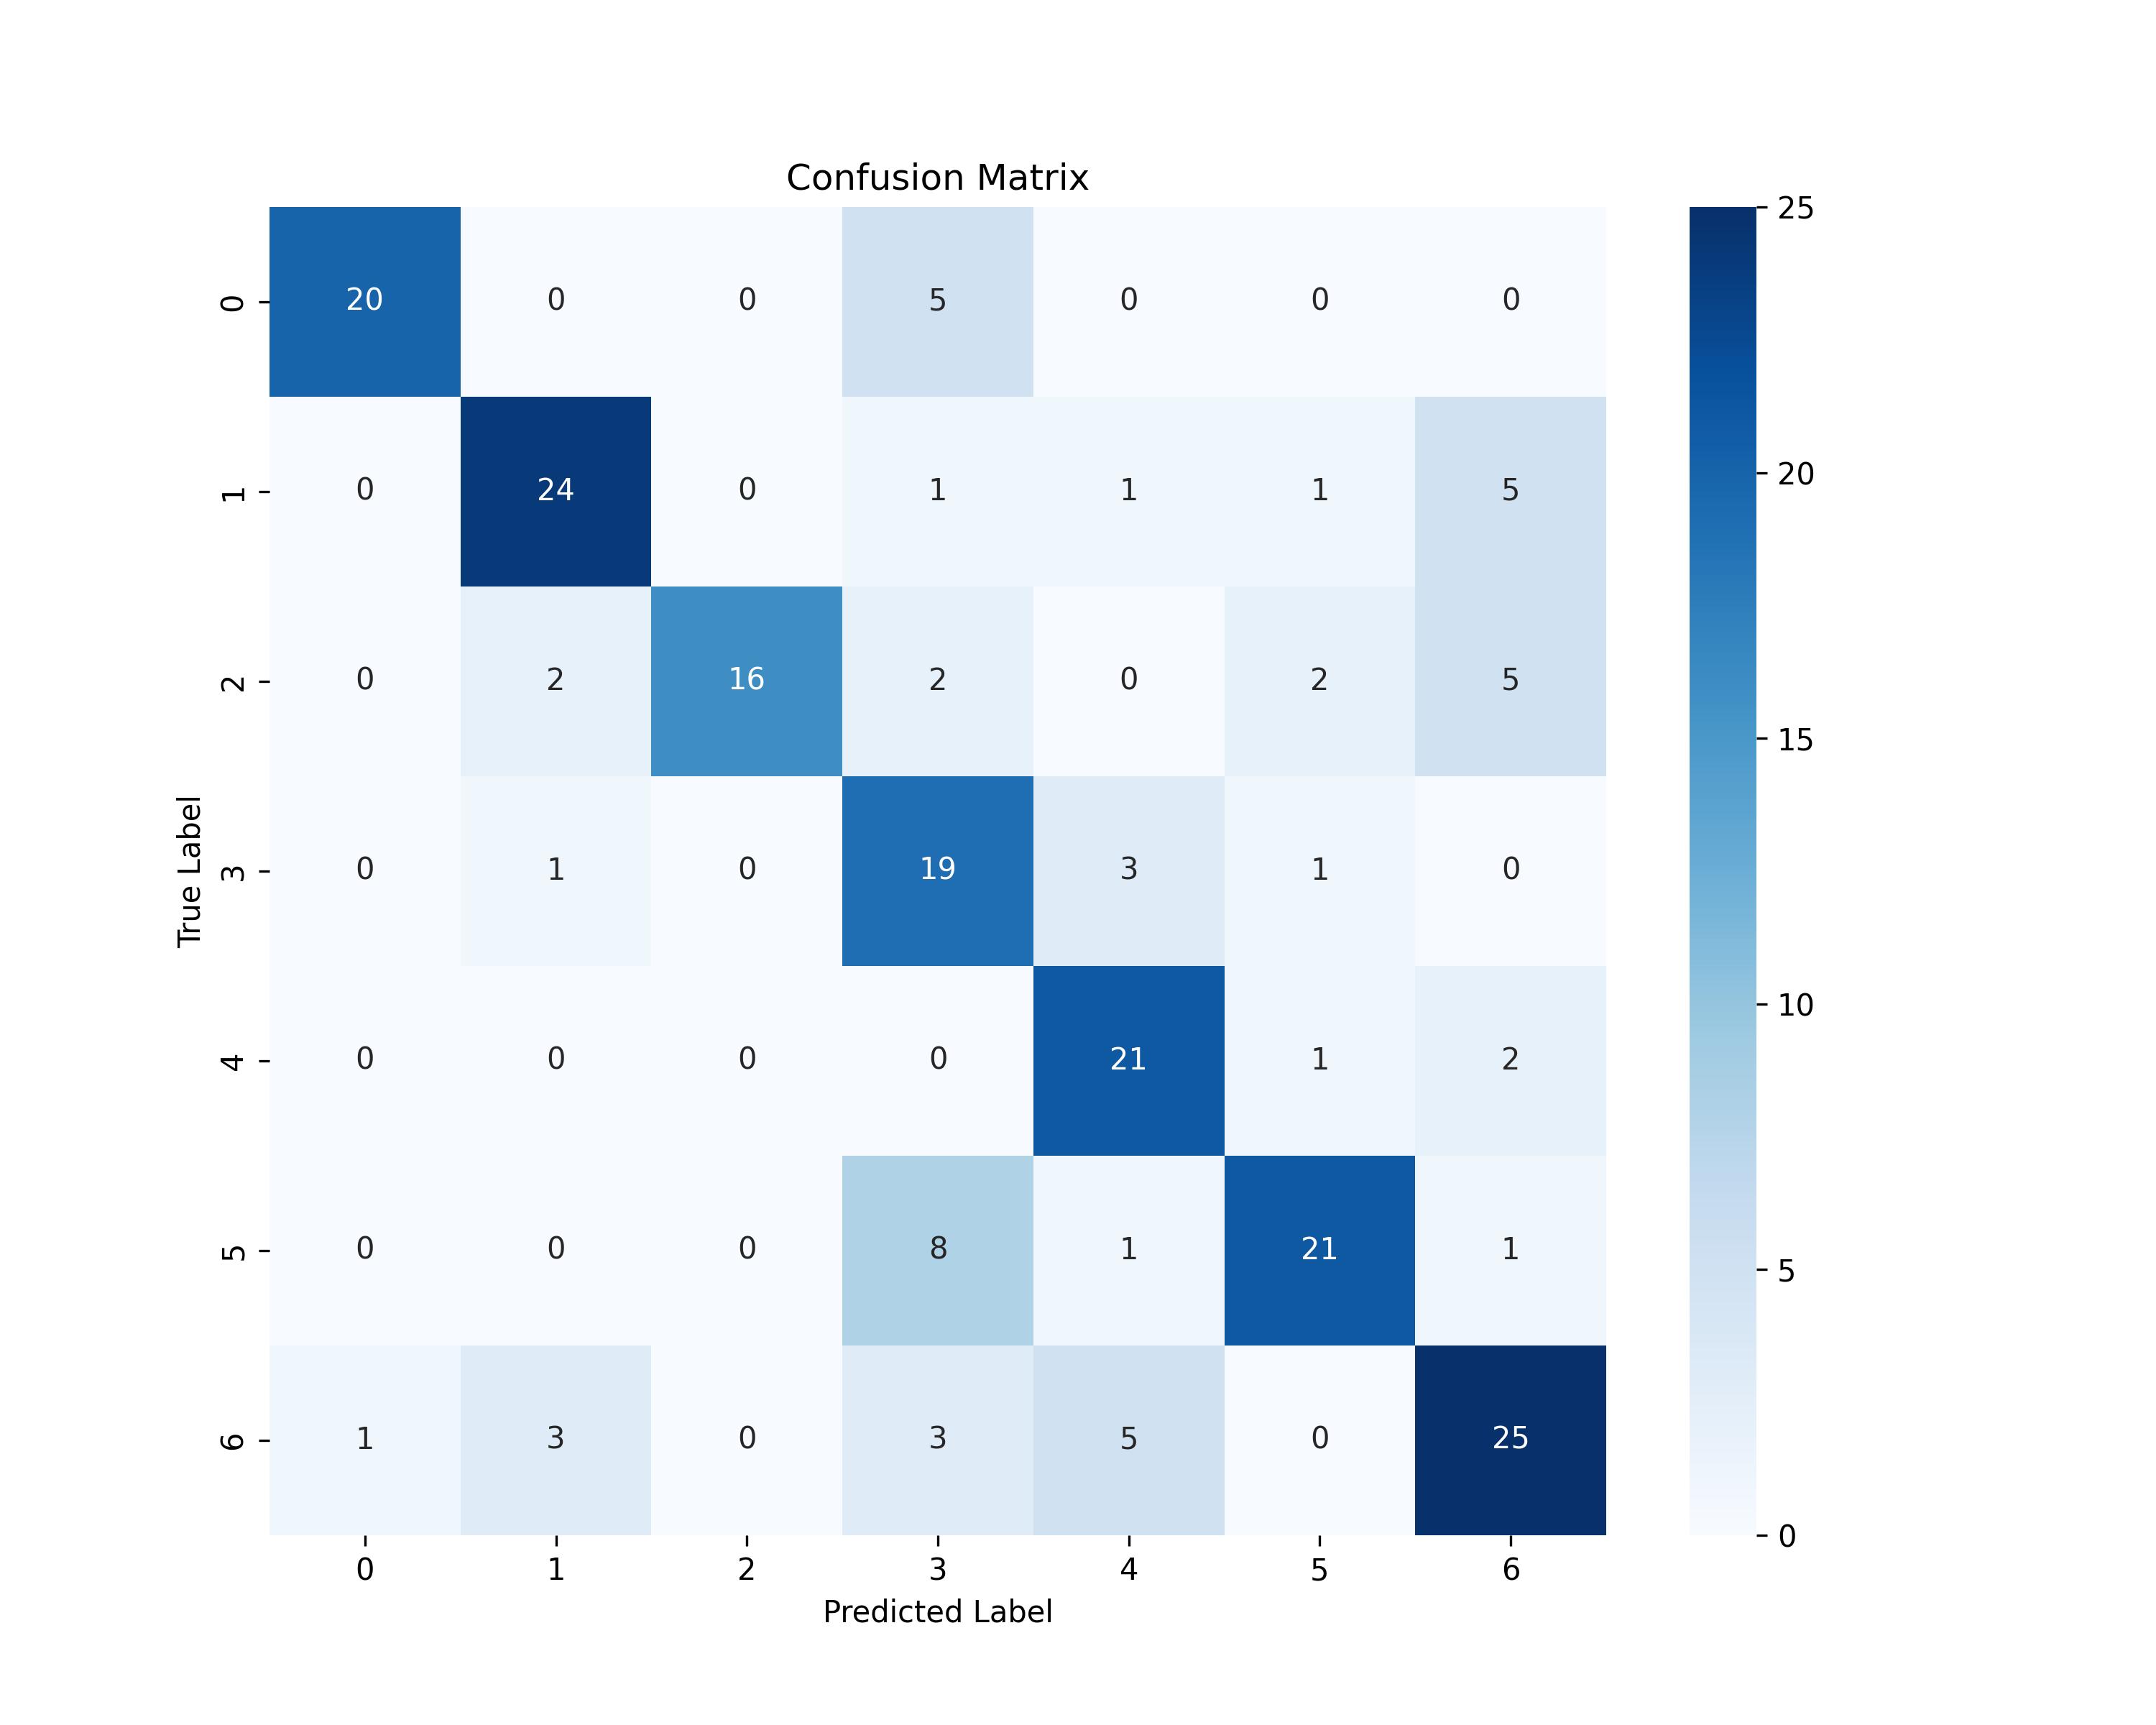 Confusion Matrix
0 20 0 0 5 0 0 0
1 0 24 0 1 1 1 5
2 0 2 16 2 0 2 5
3 0 1 0 19 3 1 0
4 0 0 0 0 21 1 2
5 0 0 0 8 1 21 1
6 1 3 0 3 5 0 25
0 1 2 3 4 5 6
True Label
Predicted Label
25
20
15
10
5
0